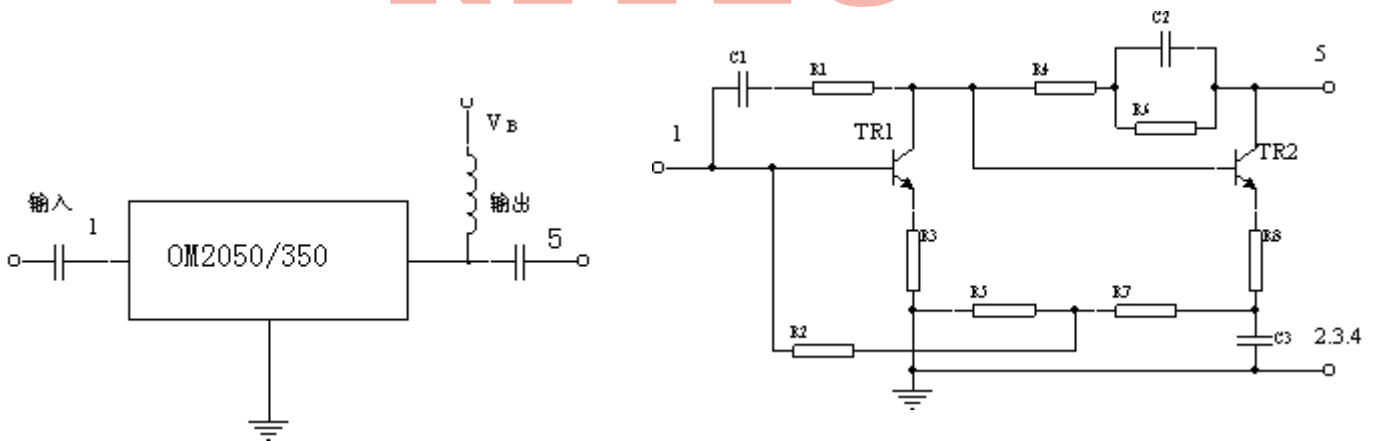 输入
1
OM2050/350
V B
输出
5
C1
R1
R4
C2
R6
5
1
TR1
TR2
R3
R8
R5
R7
R2
C3
2.3.4